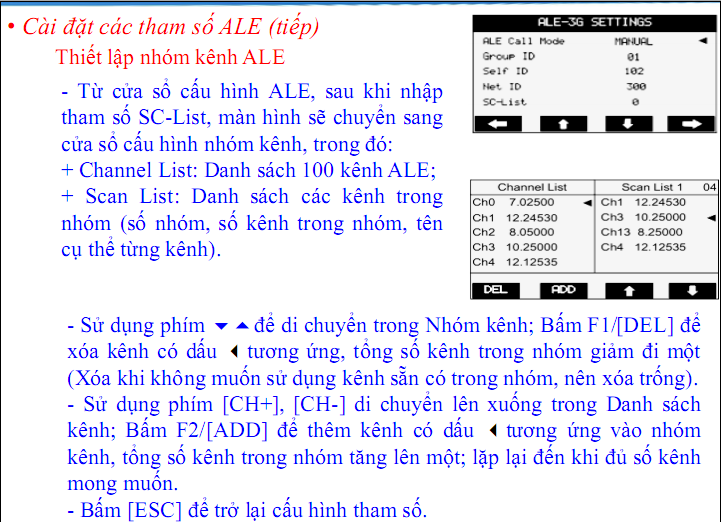 • Cài đặt các tham số ALE (tiếp)
Thiết lập nhóm kênh ALE
- Từ cửa sổ cấu hình ALE, sau khi nhập
tham số SC-List, màn hình sẽ chuyển sang
cửa sổ cấu hình nhóm kênh, trong đó:
+ Channel List: Danh sách 100 kênh ALE;
+ Scan List: Danh sách các kênh trong
nhóm (số nhóm, số kênh trong nhóm, tên
cụ thể từng kênh).
ALE-3G SETTINGS
ALE Call Mode MANUAL ◄
Group ID 01
Self ID 102
Net ID 300
SC-List 0
Channel List
Ch0 7.02500 ◄
Ch1 12.24530
Ch2 8.05000
Ch3 10.25000
Ch4 12.12535
Scan List 1 04
Ch1 12.24530
Ch3 10.25000 ◄
Ch13 8.25000
Ch4 12.12535
DEL ADD
- Sử dụng phím ▼▲ để di chuyển trong Nhóm kênh; Bấm F1/[DEL] để
xóa kênh có dấu ◄ tương ứng, tổng số kênh trong nhóm giảm đi một
(Xóa khi không muốn sử dụng kênh sẵn có trong nhóm, nên xóa trống).
- Sử dụng phím [CH+], [CH-] di chuyển lên xuống trong Danh sách
kênh; Bấm F2/[ADD] để thêm kênh có dấu ◄ tương ứng vào nhóm
kênh, tổng số kênh trong nhóm tăng lên một; lặp lại đến khi đủ số kênh
mong muốn.
- Bấm [ESC] để trở lại cấu hình tham số.